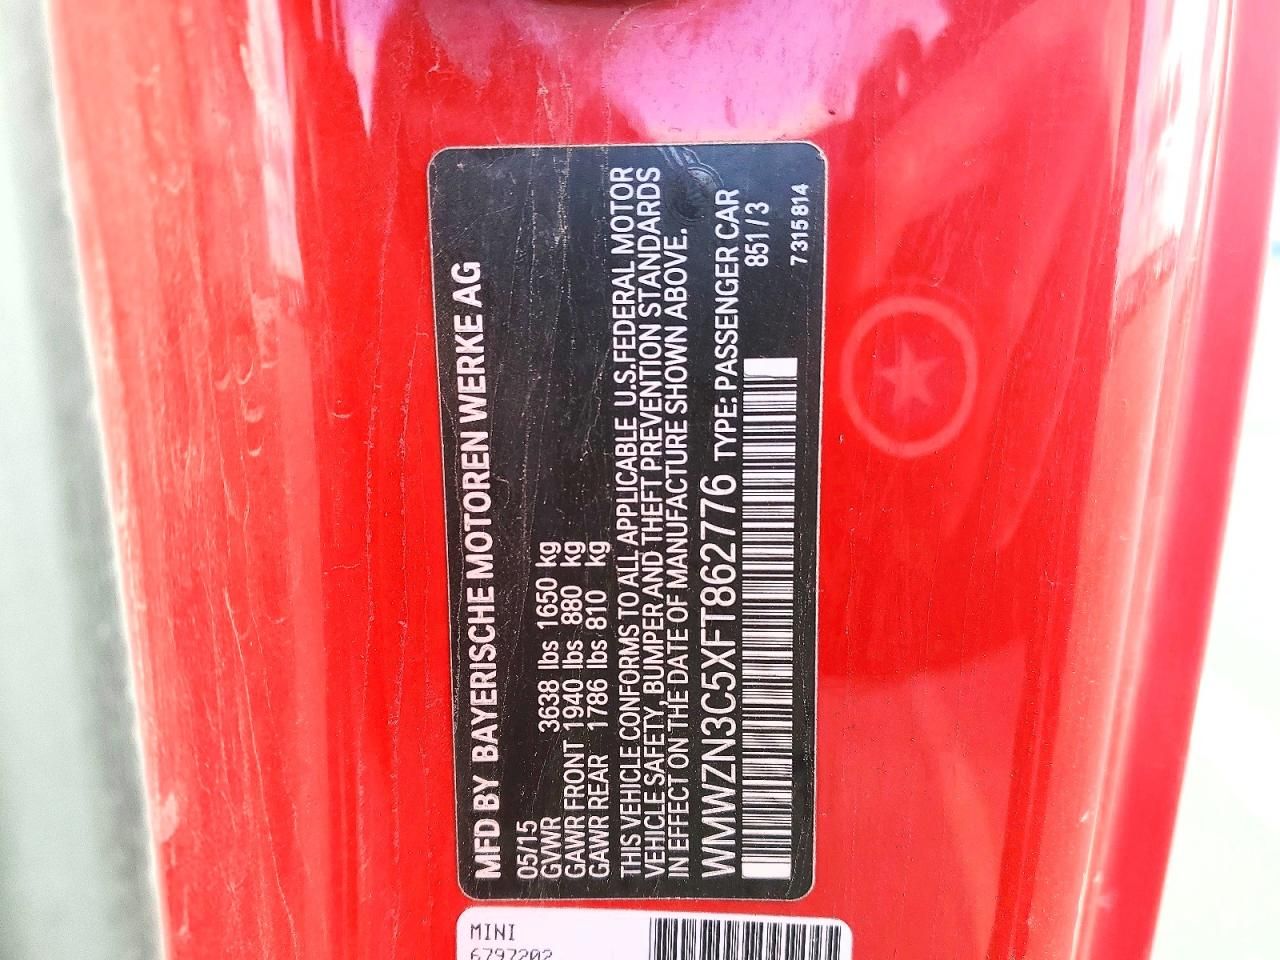 MFD BY BAYERISCHE MOTOREN WERKE AG
05/15
GVWR 3638 lbs 1650 kg
GAWR FRONT 1940 lbs 880 kg
GAWR REAR 1786 lbs 810 kg
THIS VEHICLE CONFORMS TO ALL APPLICABLE U.S.FEDERAL MOTOR
VEHICLE SAFETY, BUMPER AND THEFT PREVENTION STANDARDS
IN EFFECT ON THE DATE OF MANUFACTURE SHOWN ABOVE.
WMWZN3C5XFT862776 TYPE: PASSENGER CAR
851/3
7315814
MINI
6797202